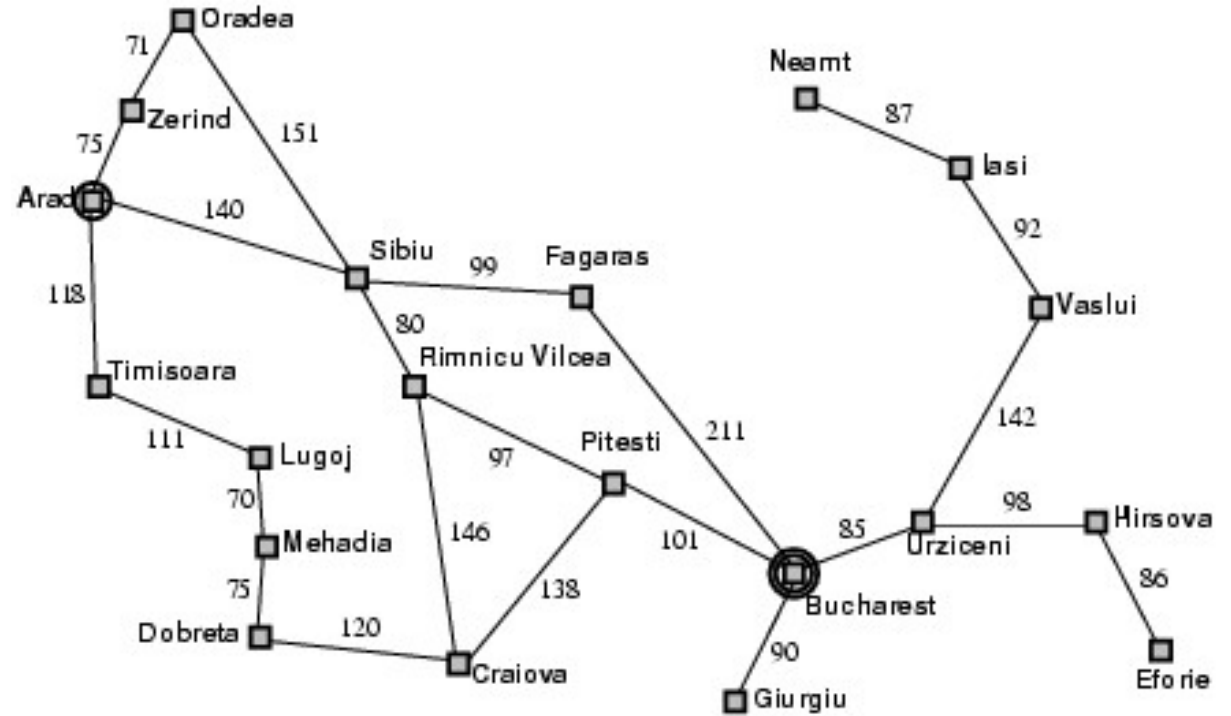 Oradea
71
Neamt
87
Zerind
75
151
Iasi
Arad
140
92
Sibiu
99
Fagaras
118
80
Vaslui
Rimnicu Vilcea
Timisoara
142
211
111
Lugoj
97
Pitesti
70
98
Hirsova
146
101
85
Urziceni
Mehadia
86
75
138
Bucharest
Dobreta
120
90
Craiova
Eforie
Giurgiu